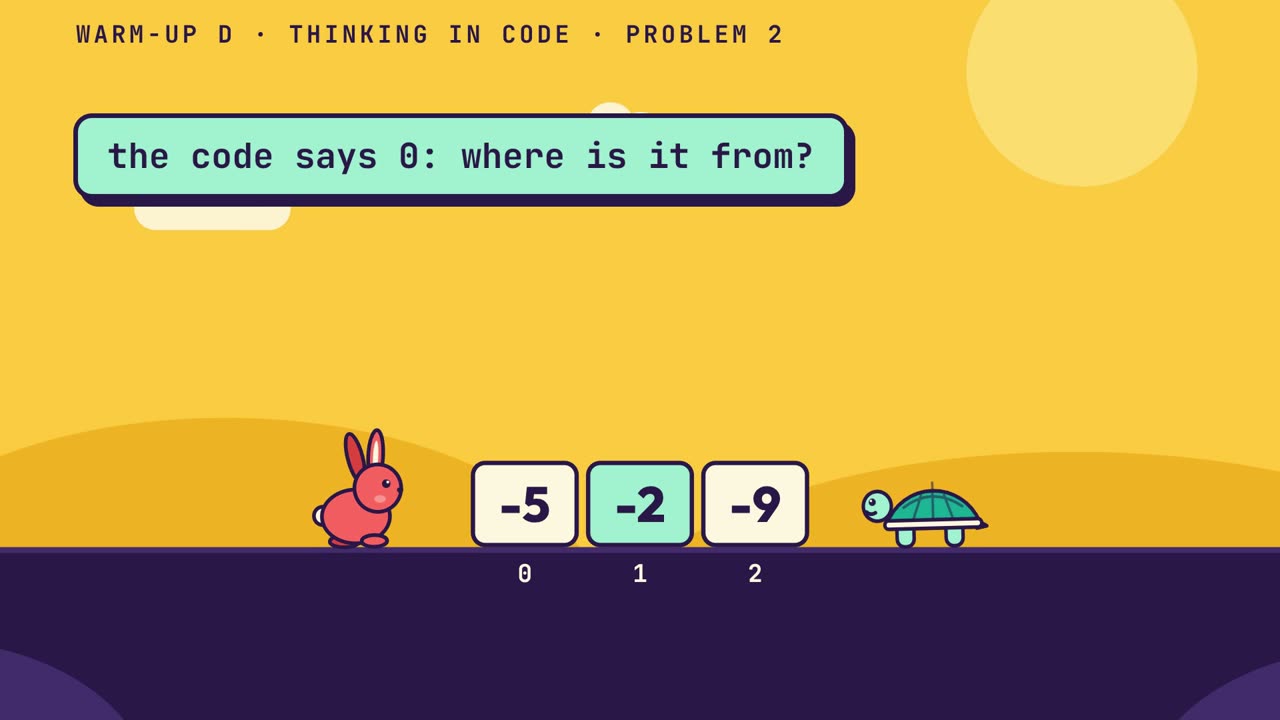 WARM-UP D · THINKING IN CODE · PROBLEM 2
the code says 0: where is it from?
-5 -2 -9
0 1 2